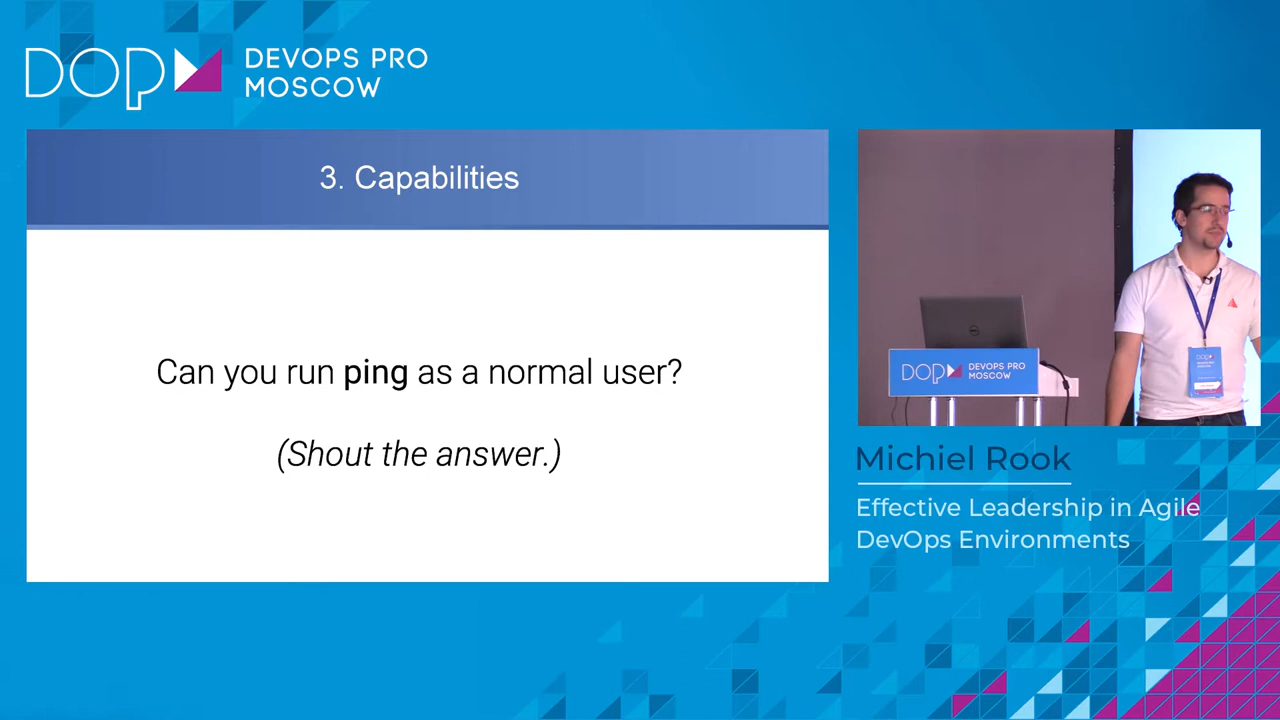 DOP
DEVOPS PRO
MOSCOW
3. Capabilities
Can you run ping as a normal user?
(Shout the answer.)
DOP
DEVOPS PRO
MOSCOW
Michiel Rook
Effective Leadership in Agile
DevOps Environments